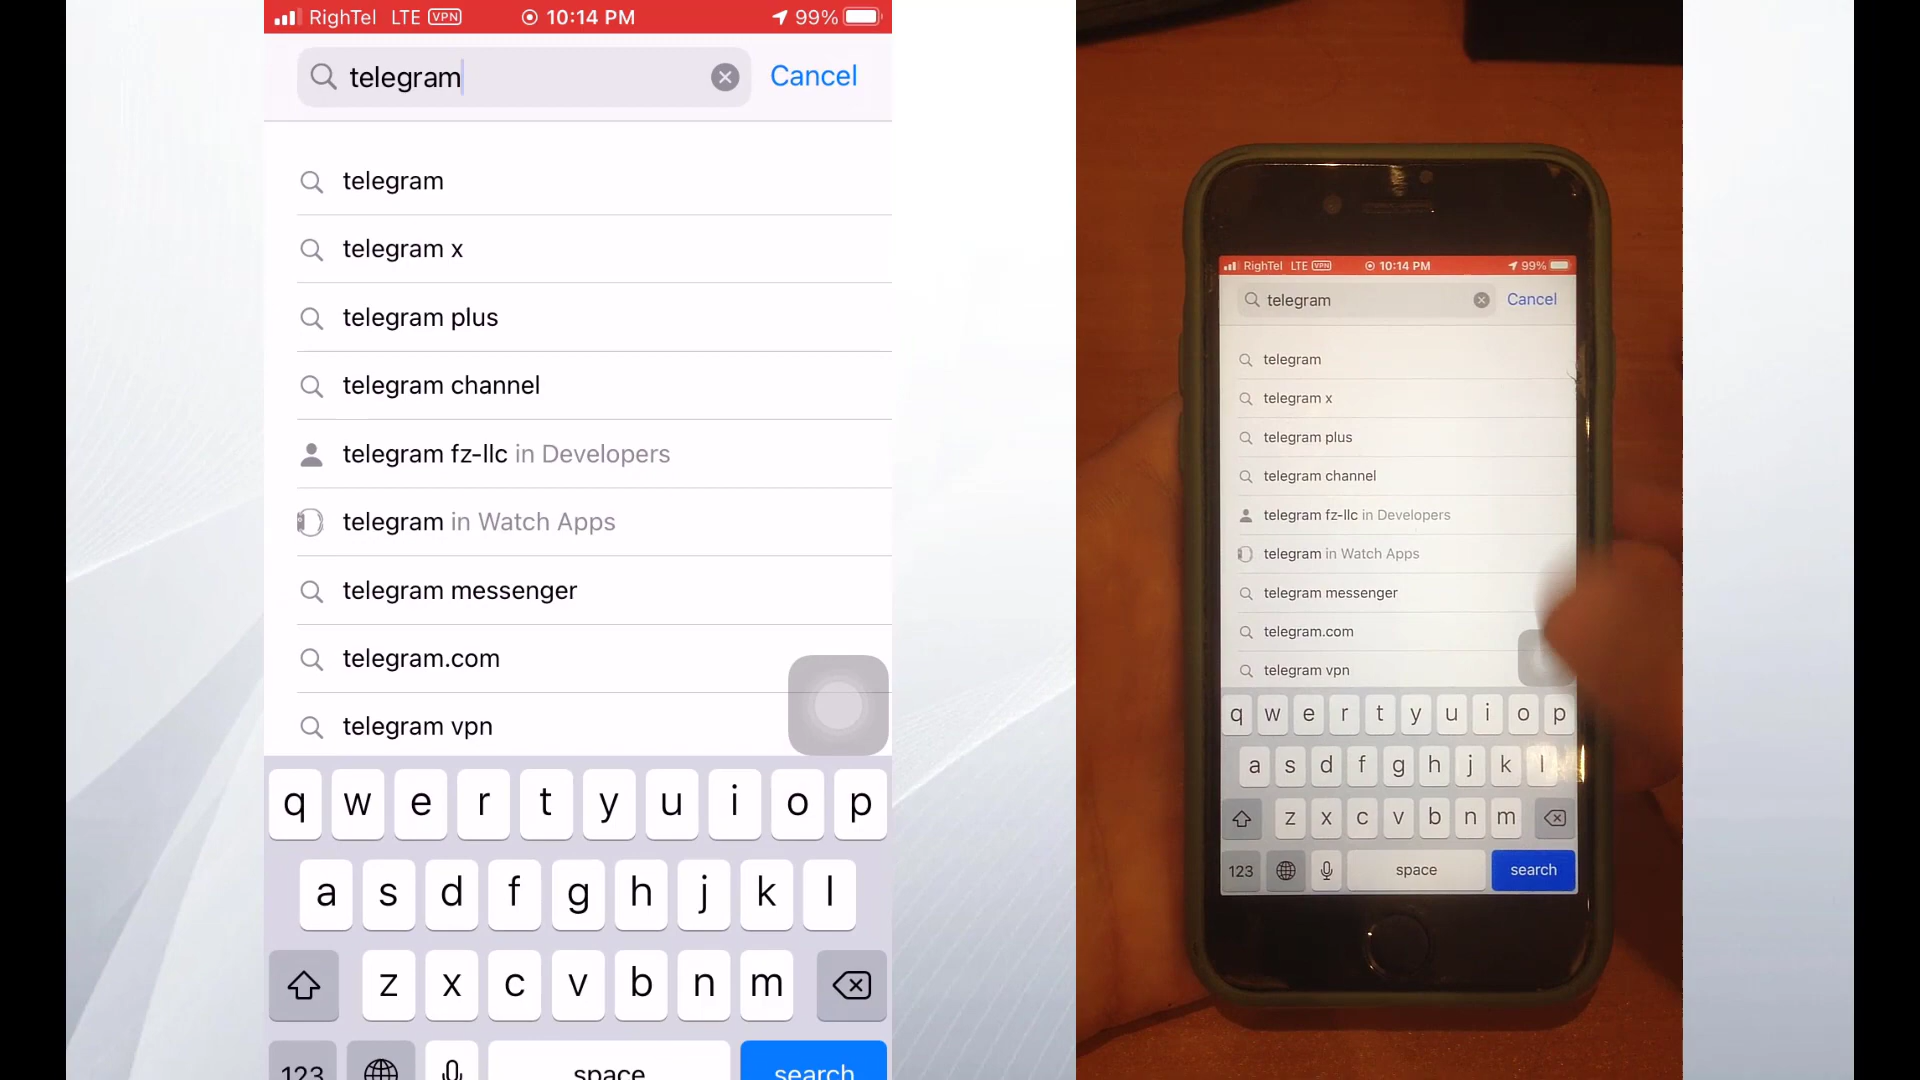 RighTel LTE VPN 10:14 PM 99%
telegram Cancel
telegram
telegram x
telegram plus
telegram channel
telegram fz-llc in Developers
telegram in Watch Apps
telegram messenger
telegram.com
telegram vpn
q w e r t y u i o p
a s d f g h j k l
z x c v b n m
123 space search
RighTel LTE VPN 10:14 PM 99%
telegram Cancel
telegram
telegram x
telegram plus
telegram channel
telegram fz-llc in Developers
telegram in Watch Apps
telegram messenger
telegram.com
telegram vpn
q w e r t y u i o p
a s d f g h j k l
z x c v b n m
123 space search